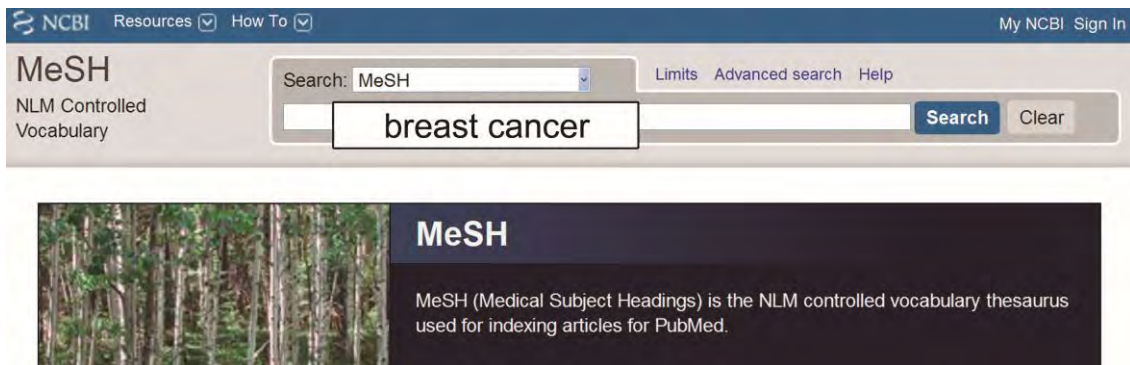 NCBI Resources How To My NCBI Sign In
MeSH
NLM Controlled
Vocabulary
Search: MeSH
Limits Advanced search Help
breast cancer
Search Clear
MeSH
MeSH (Medical Subject Headings) is the NLM controlled vocabulary thesaurus
used for indexing articles for PubMed.